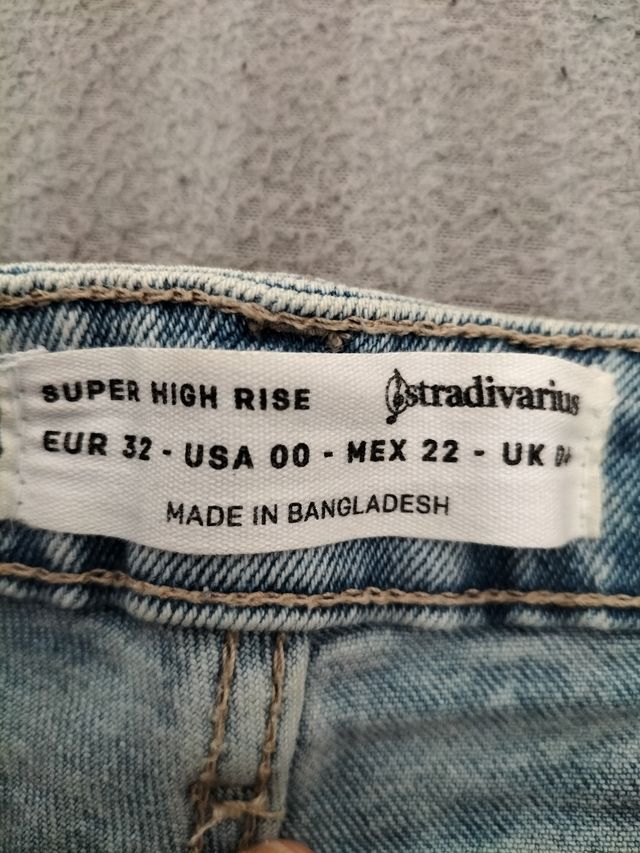 SUPER HIGH RISE stradivarius
EUR 32 - USA 00 - MEX 22 - UK
MADE IN BANGLADESH